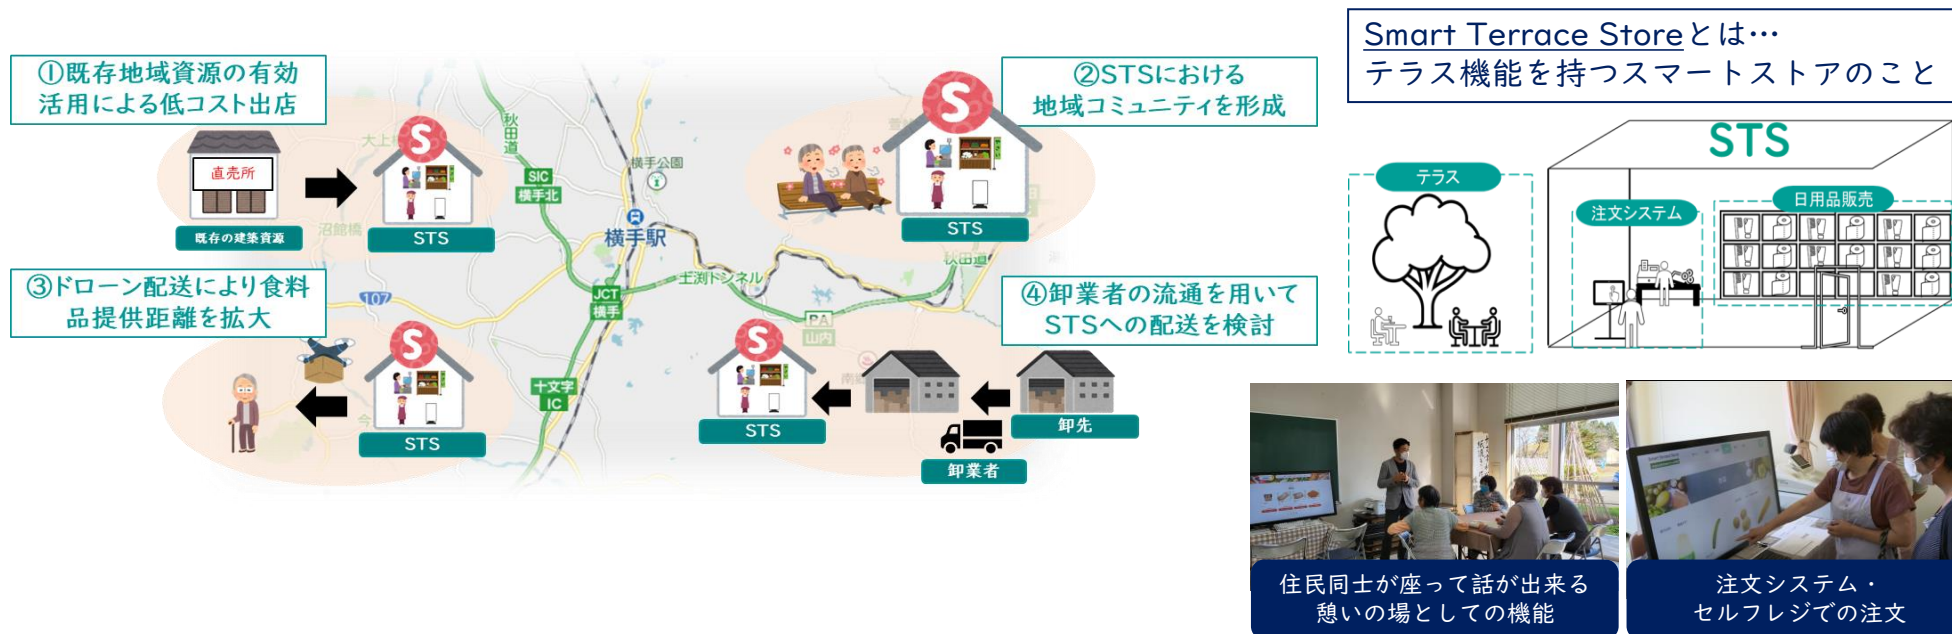 ①既存地域資源の有効
活用による低コスト出店
直売所
既存の建築資源
STS
②STSにおける
地域コミュニティを形成
STS
③ドローン配送により食料
品提供距離を拡大
STS
④卸業者の流通を用いて
STSへの配送を検討
STS
卸業者
卸先
秋田道
SIC
横手北
横手公園
横手駅
沼館橋
107
JCT
横手
土渕トンネル
秋田道
PA
山内
十文字
IC
Smart Terrace Storeとは…
テラス機能を持つスマートストアのこと
STS
テラス
注文システム
日用品販売
住民同士が座って話が出来る
憩いの場としての機能
注文システム・
セルフレジでの注文